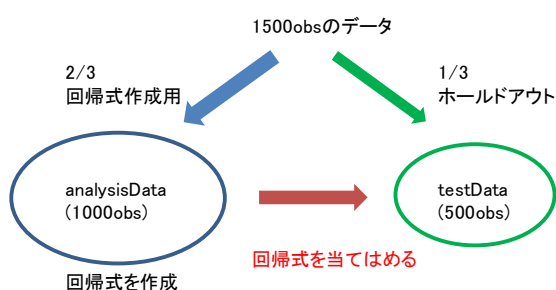 1500obsのデータ
2/3
回帰式作成用
1/3
ホールドアウト
analysisData
(1000obs)
testData
(500obs)
回帰式を当てはめる
回帰式を作成